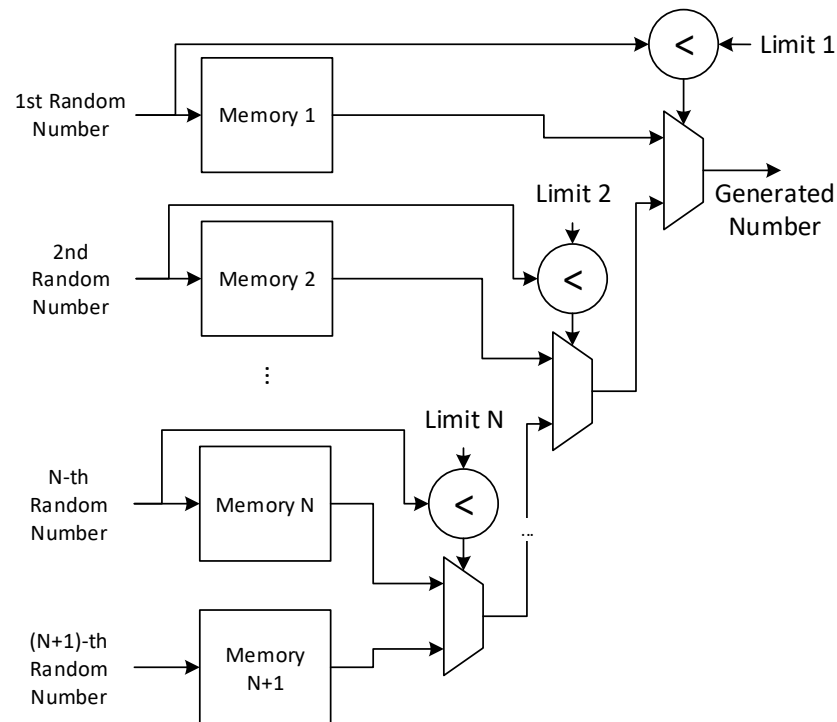 <
Limit 1
1st Random
Number
Memory 1
Generated
Number
Limit 2
<
2nd
Random
Number
Memory 2
...
Limit N
<
N-th
Random
Number
Memory N
...
(N+1)-th
Random
Number
Memory
N+1